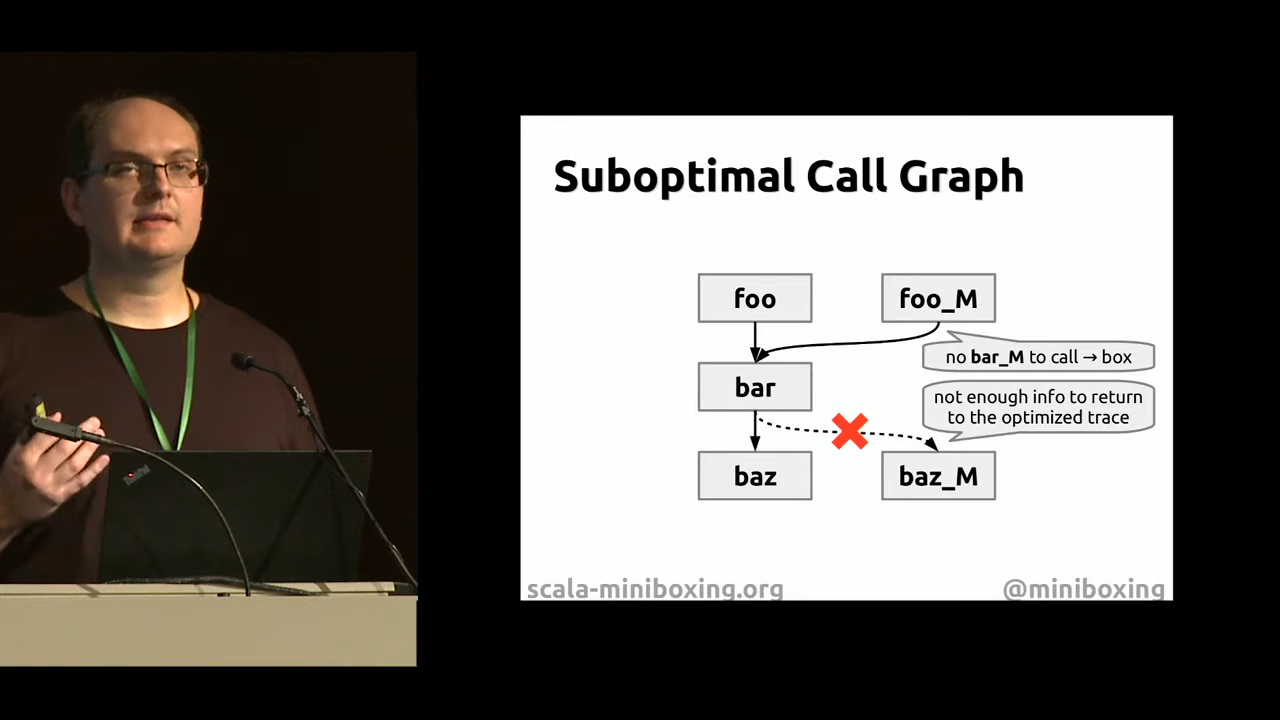 Suboptimal Call Graph
foo
foo_M
no bar_M to call → box
bar
not enough info to return
to the optimized trace
baz
baz_M
scala-miniboxing.org
@miniboxing
ThinkPad